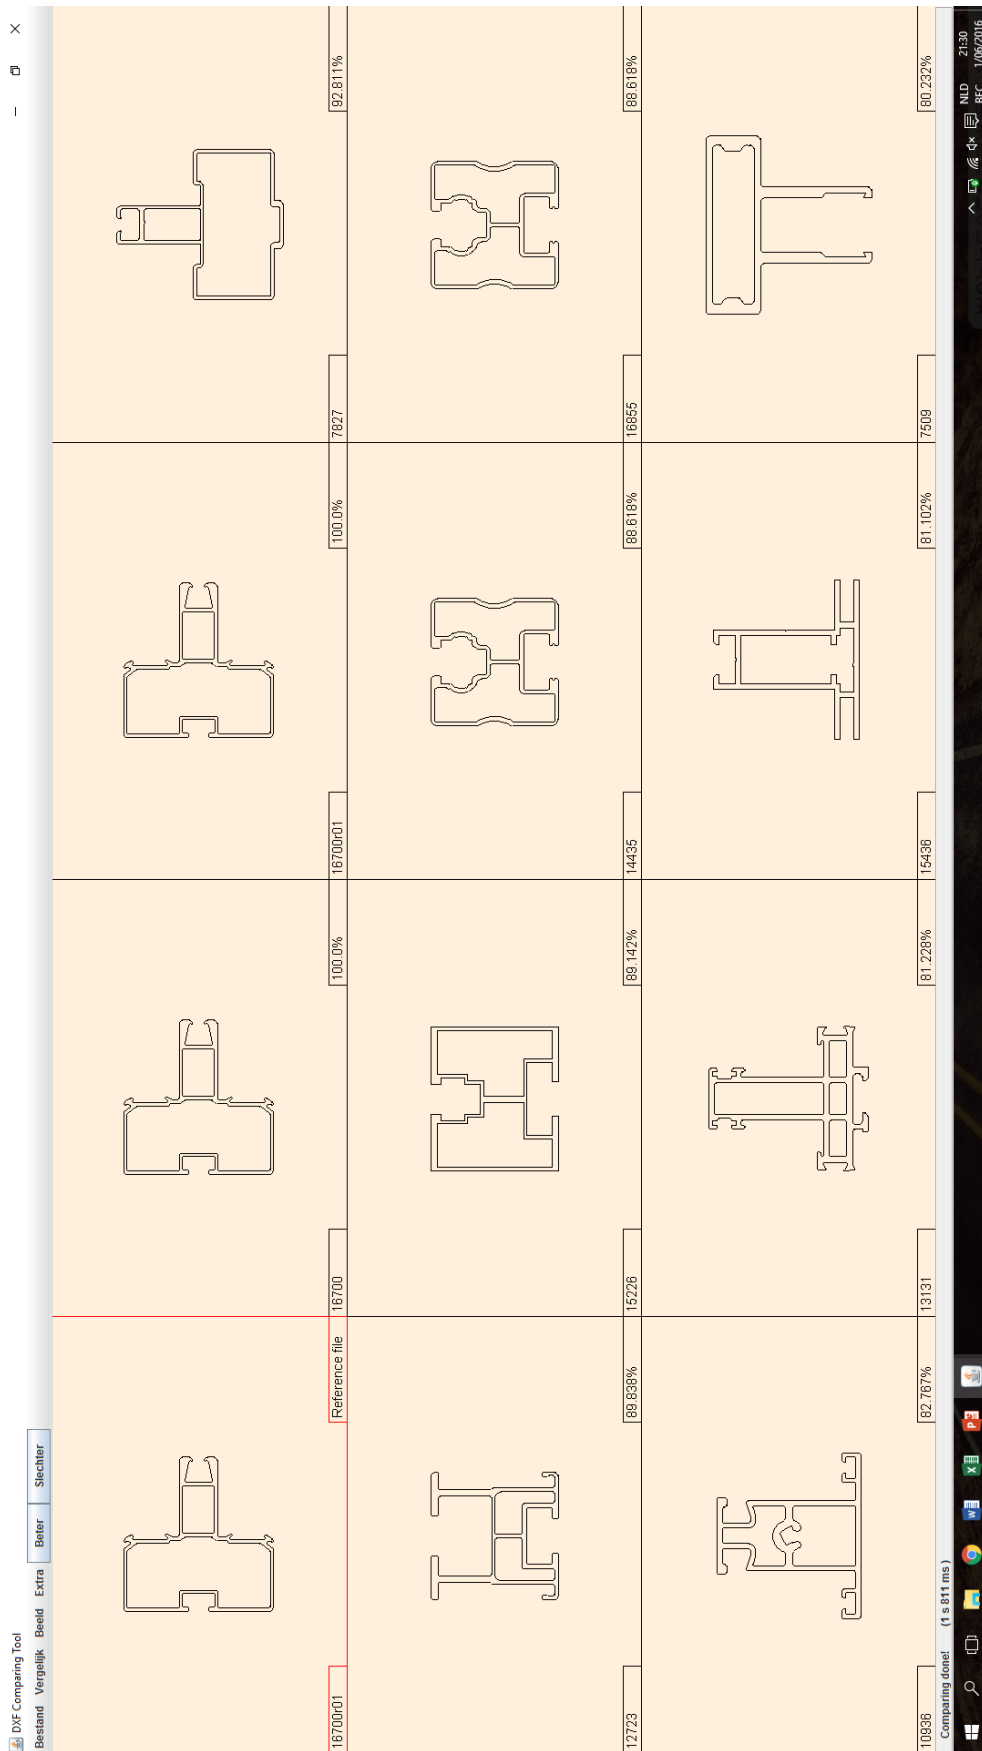 DXF Comparing Tool
Bestand Vergelijk Beeld Extra Beter Slechter
16700r01 Reference file
16700 100.0%
16700r01 100.0%
7827 92.811%
12723 89.838%
15226 89.142%
14435 88.618%
16855 88.618%
10936 82.767%
13131 81.228%
15436 81.102%
7509 80.232%
Comparing done! (1 s 811 ms)
NLD 21:30
BEC 1/06/2016